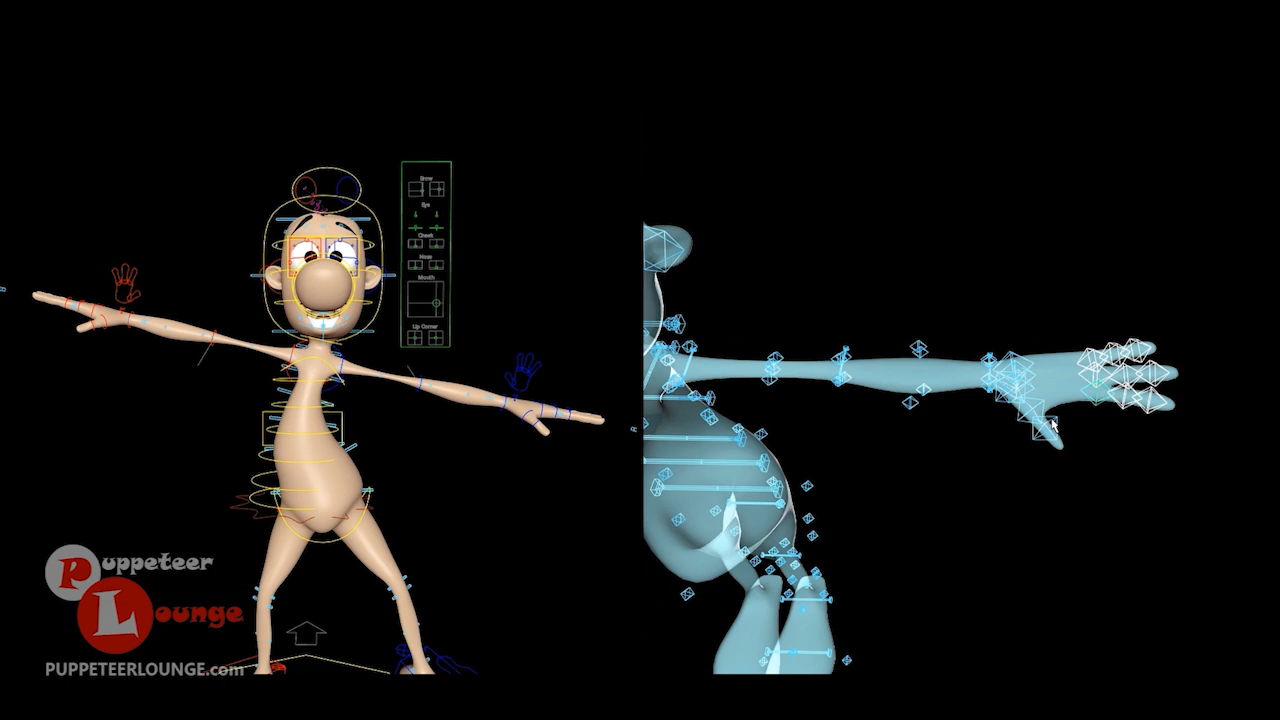 Brow
Eye
Cheek
Nose
Mouth
Lip Corner
Puppeteer
Lounge
PUPPETEERLOUNGE.com